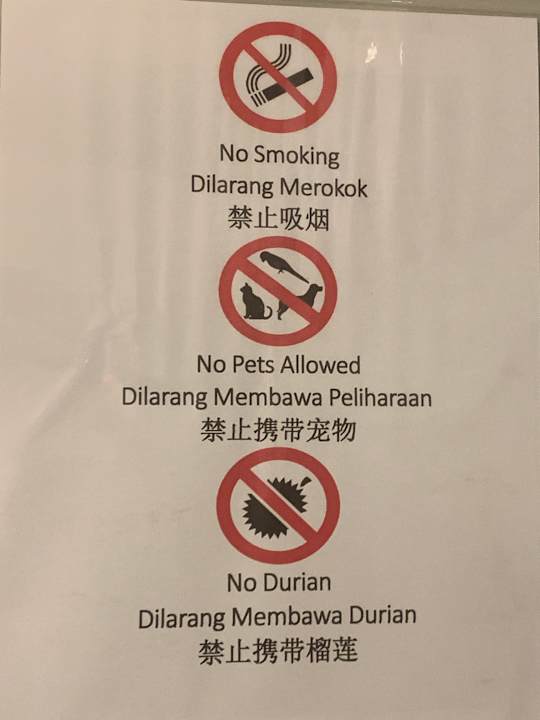 No Smoking
Dilarang Merokok
禁止吸烟
No Pets Allowed
Dilarang Membawa Peliharaan
禁止携带宠物
No Durian
Dilarang Membawa Durian
禁止携带榴莲